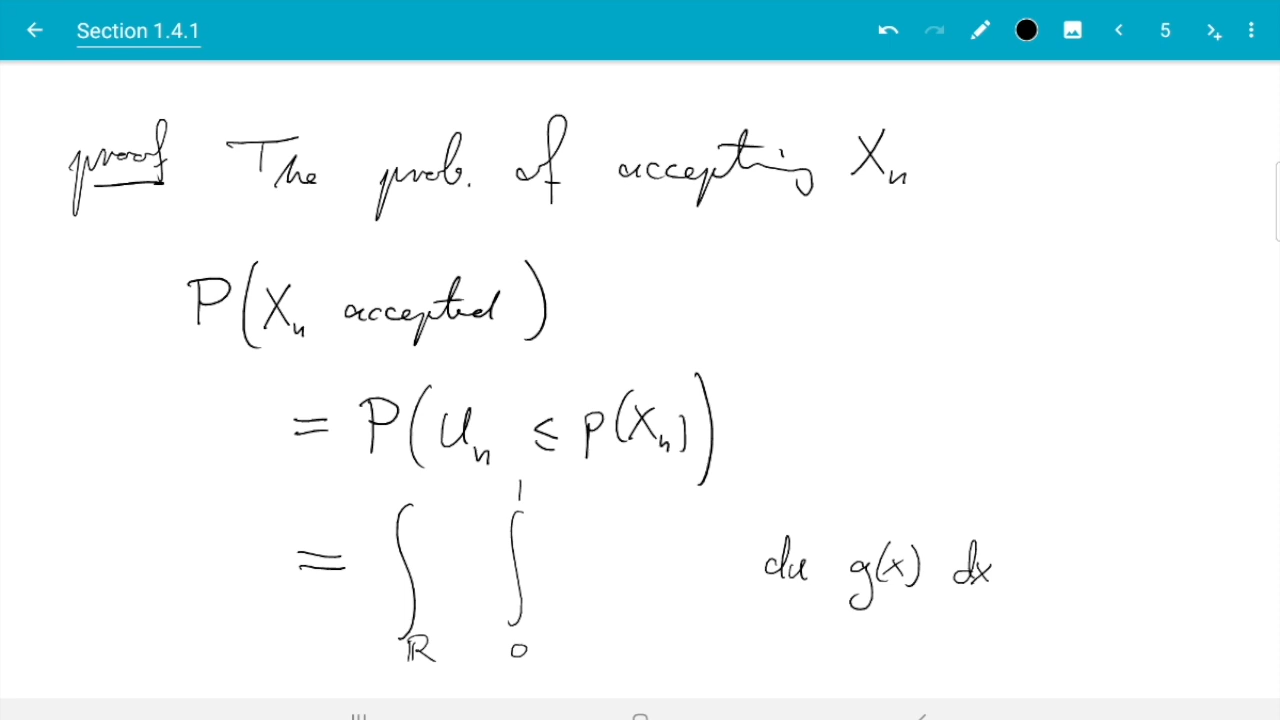 Section 1.4.1 5
proof The prob. of accepting Xₙ
P(Xₙ accepted)
= P(Uₙ ≤ p(Xₙ))
= ∫_ℝ ∫_0^1 du g(x) dx